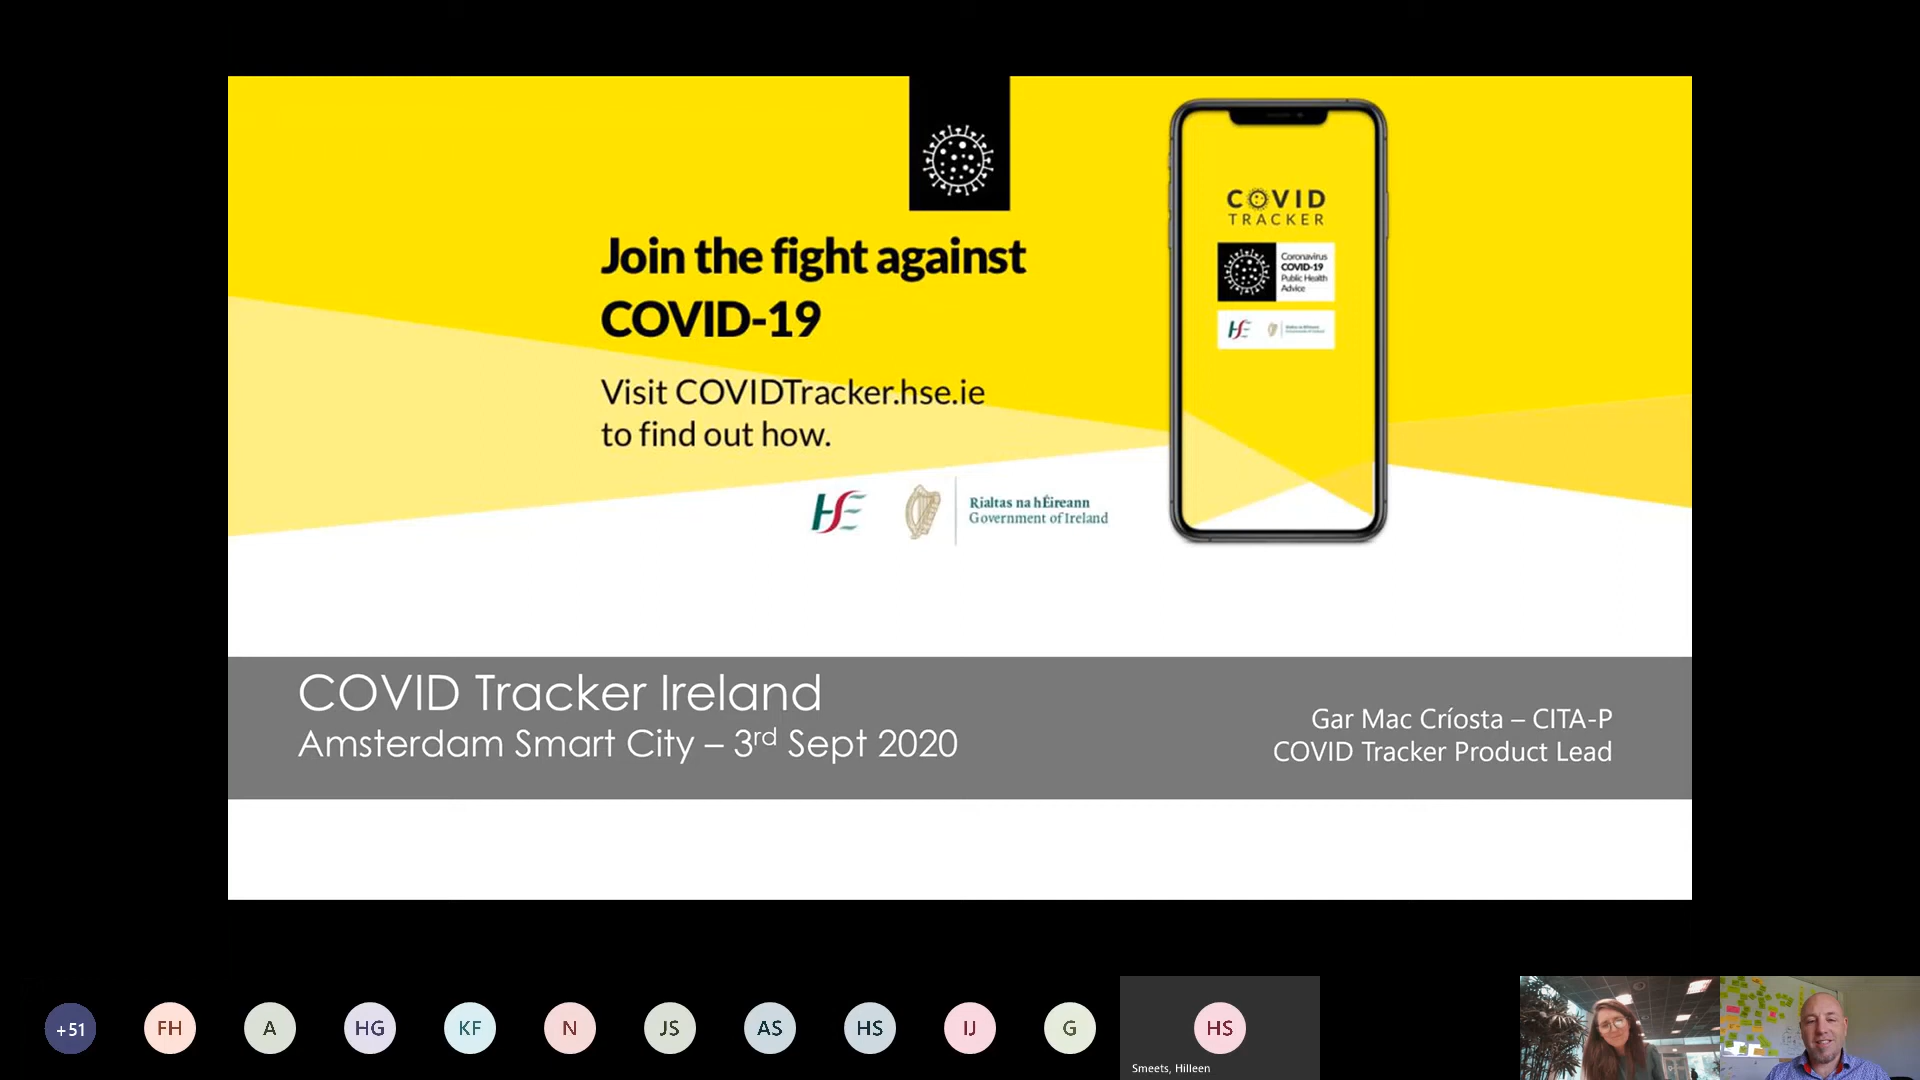 Join the fight against
COVID-19
Visit COVIDTracker.hse.ie
to find out how.
HSE
Rialtas na hÉireann
Government of Ireland
COVID
TRACKER
Coronavirus
COVID-19
Public Health
Advice
HSE
COVID Tracker Ireland
Amsterdam Smart City – 3rd Sept 2020
Gar Mac Críosta – CITA-P
COVID Tracker Product Lead
+51
FH
A
HG
KF
N
JS
AS
HS
IJ
G
HS
Smeets, Hilleen